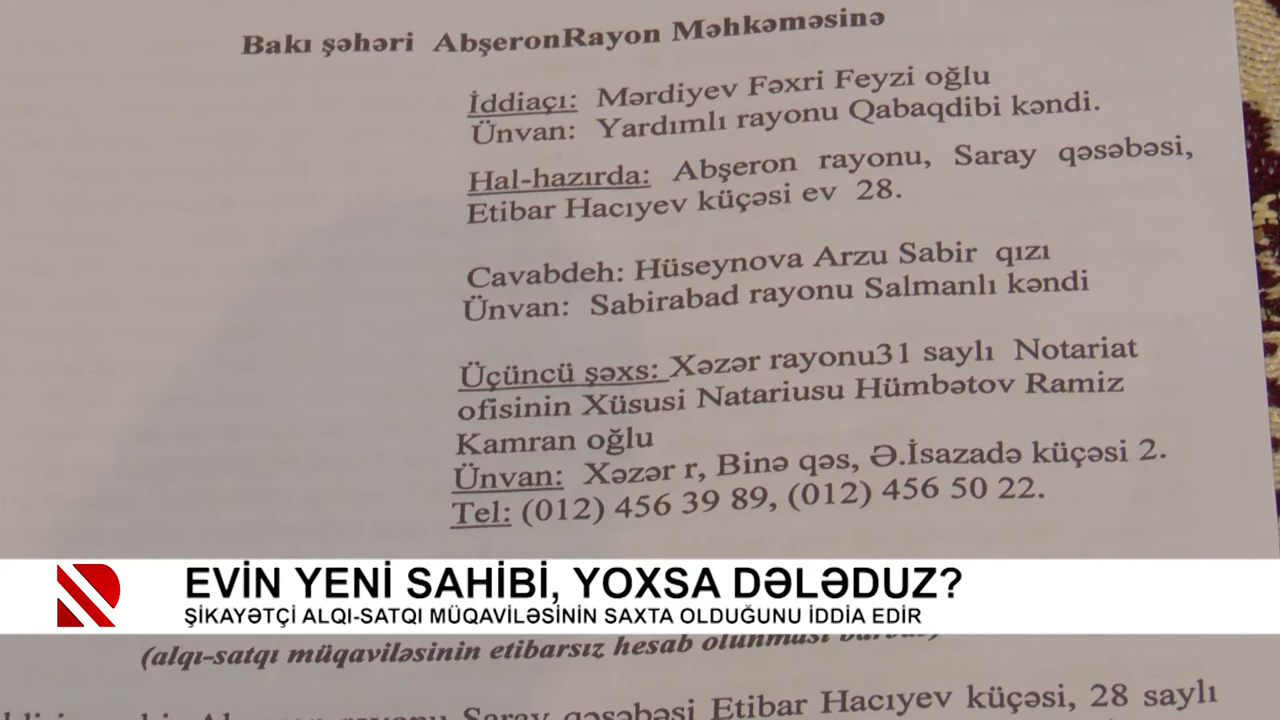 Bakı şəhəri AbşeronRayon Məhkəməsinə
İddiaçı: Mərdiyev Fəxri Feyzi oğlu
Ünvan: Yardımlı rayonu Qabaqdibi kəndi.
Hal-hazırda: Abşeron rayonu, Saray qəsəbəsi,
Etibar Hacıyev küçəsi ev 28.
Cavabdeh: Hüseynova Arzu Sabir qızı
Ünvan: Sabirabad rayonu Salmanlı kəndi
Üçüncü şəxs: Xəzər rayonu31 saylı Notariat
ofisinin Xüsusi Natariusu Hümbətov Ramiz
Kamran oğlu
Ünvan: Xəzər r, Binə qəs, Ə.İsazadə küçəsi 2.
Tel: (012) 456 39 89, (012) 456 50 22.
EVİN YENİ SAHİBİ, YOXSA DƏLƏDUZ?
ŞİKAYƏTÇİ ALQI-SATQI MÜQAVİLƏSİNİN SAXTA OLDUĞUNU İDDİA EDİR
(alqı-satqı müqaviləsinin etibarsız hesab olunması
rayonu Saray qəsəbəsi Etibar Hacıyev küçəsi, 28 saylı